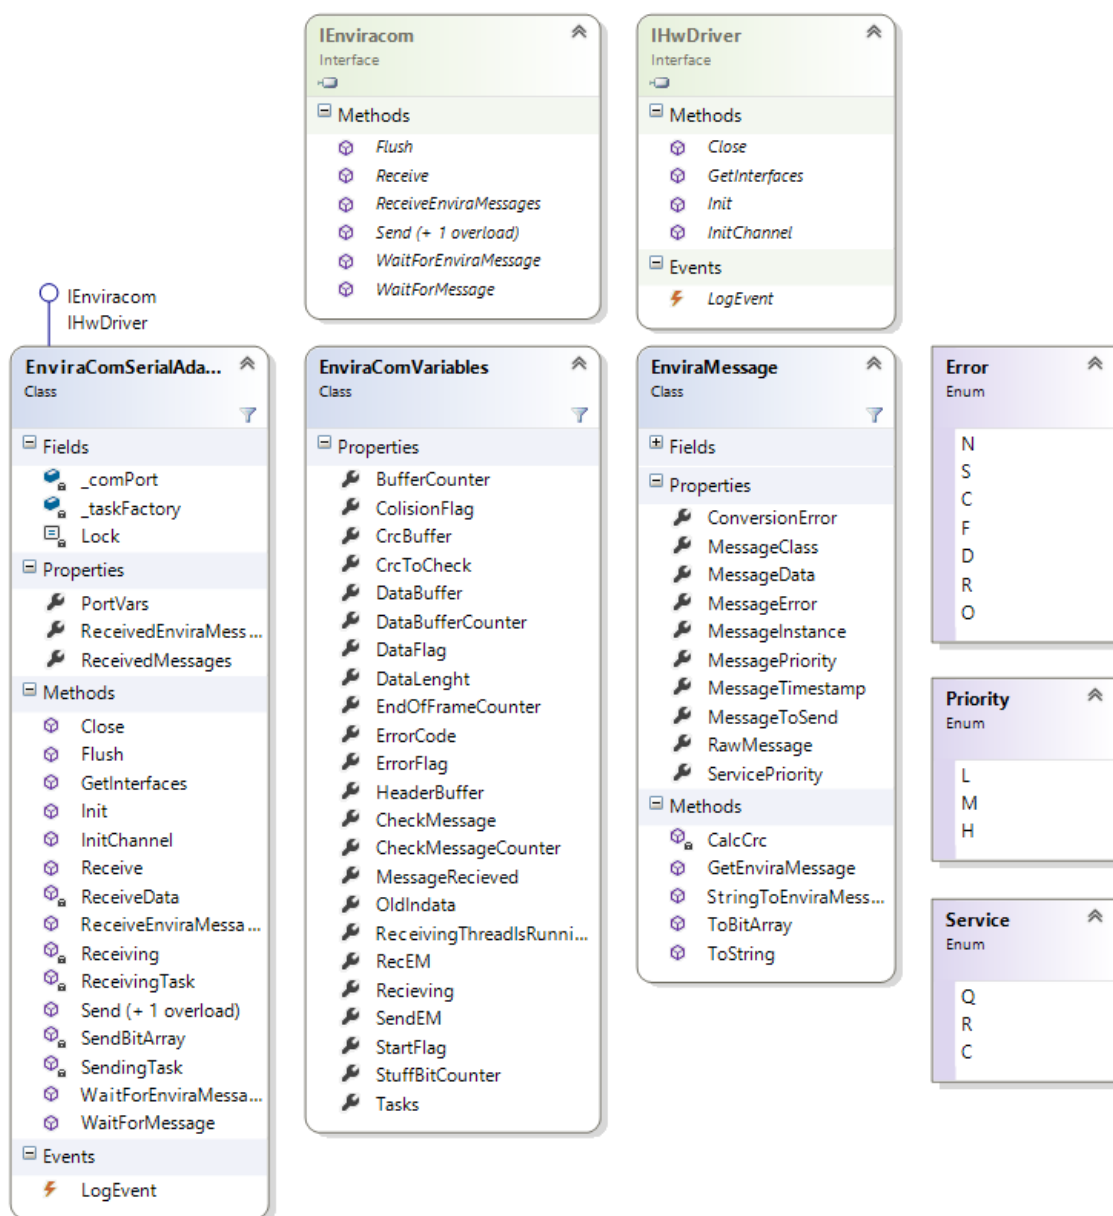 IEnviracom
Interface
Methods
Flush
Receive
ReceiveEnviraMessages
Send (+ 1 overload)
WaitForEnviraMessage
WaitForMessage
IHwDriver
Interface
Methods
Close
GetInterfaces
Init
InitChannel
Events
LogEvent
IEnviracom
IHwDriver
EnviraComSerialAda...
Class
Fields
_comPort
_taskFactory
Lock
Properties
PortVars
ReceivedEnviraMess...
ReceivedMessages
Methods
Close
Flush
GetInterfaces
Init
InitChannel
Receive
ReceiveData
ReceiveEnviraMessa...
Receiving
ReceivingTask
Send (+ 1 overload)
SendBitArray
SendingTask
WaitForEnviraMessa...
WaitForMessage
Events
LogEvent
EnviraComVariables
Class
Properties
BufferCounter
ColisionFlag
CrcBuffer
CrcToCheck
DataBuffer
DataBufferCounter
DataFlag
DataLenght
EndOfFrameCounter
ErrorCode
ErrorFlag
HeaderBuffer
CheckMessage
CheckMessageCounter
MessageRecieved
OldIndata
ReceivingThreadIsRunni...
RecEM
Recieving
SendEM
StartFlag
StuffBitCounter
Tasks
EnviraMessage
Class
Fields
Properties
ConversionError
MessageClass
MessageData
MessageError
MessageInstance
MessagePriority
MessageTimestamp
MessageToSend
RawMessage
ServicePriority
Methods
CalcCrc
GetEnviraMessage
StringToEnviraMess...
ToBitArray
ToString
Error
Enum
N
S
C
F
D
R
O
Priority
Enum
L
M
H
Service
Enum
Q
R
C